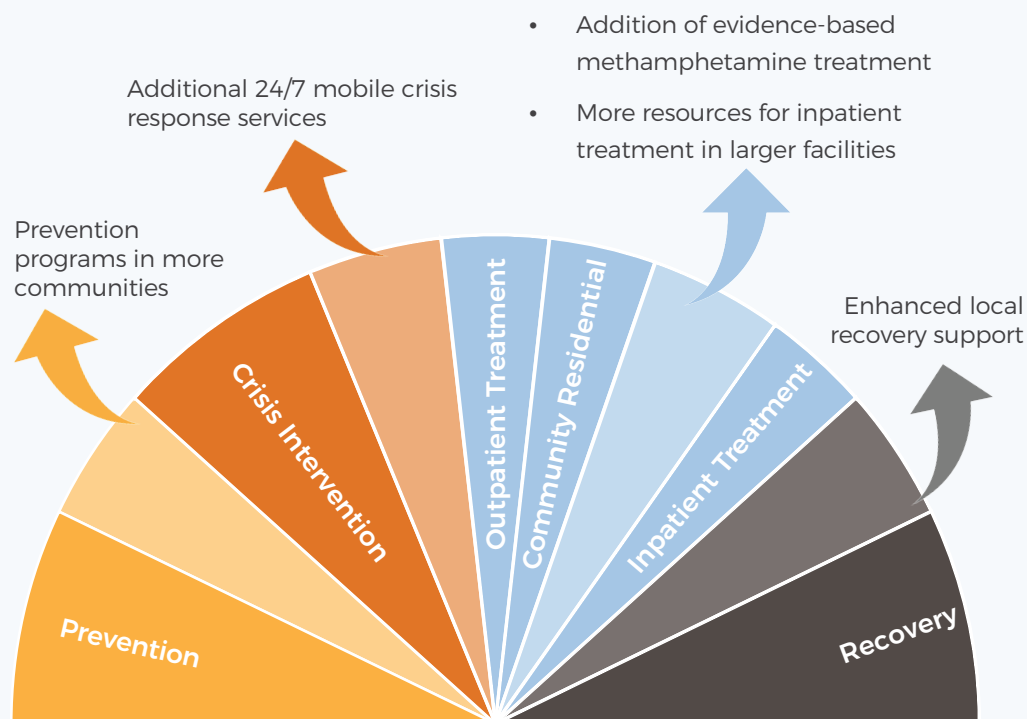 • Addition of evidence-based
methamphetamine treatment
• More resources for inpatient
treatment in larger facilities
Additional 24/7 mobile crisis
response services
Prevention
programs in more
communities
Enhanced local
recovery support
Prevention
Crisis Intervention
Outpatient Treatment
Community Residential
Inpatient Treatment
Recovery